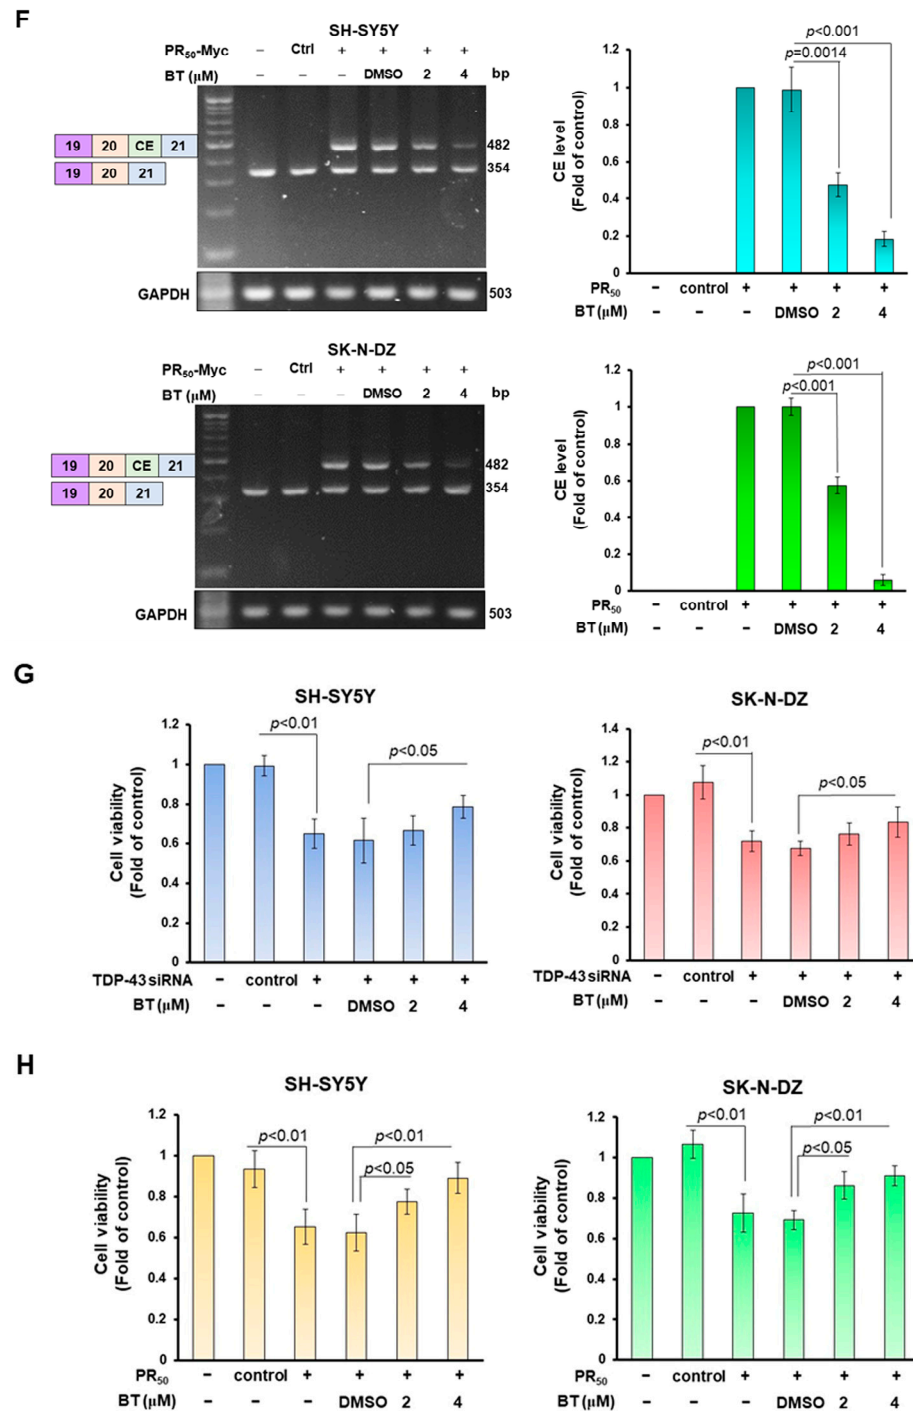 F
SH-SY5Y
PR50-Myc – Ctrl + + + +
BT (μM) – – – DMSO 2 4 bp
19 20 CE 21 482
19 20 21 354
GAPDH 503
CE level
(Fold of control)
1.2
1
0.8
0.6
0.4
0.2
0
p<0.001
p=0.0014
PR50 – control + + + +
BT (μM) – – – DMSO 2 4
SK-N-DZ
PR50-Myc – Ctrl + + + +
BT (μM) – – – DMSO 2 4 bp
19 20 CE 21 482
19 20 21 354
GAPDH 503
CE level
(Fold of control)
1.2
1
0.8
0.6
0.4
0.2
0
p<0.001
p<0.001
PR50 – control + + + +
BT (μM) – – – DMSO 2 4
G
SH-SY5Y
Cell viability
(Fold of control)
1.2
1
0.8
0.6
0.4
0.2
0
p<0.01
p<0.05
TDP-43 siRNA – control + + + +
BT (μM) – – – DMSO 2 4
SK-N-DZ
Cell viability
(Fold of control)
1.4
1.2
1
0.8
0.6
0.4
0.2
0
p<0.01
p<0.05
– control + + + +
BT (μM) – – – DMSO 2 4
H
SH-SY5Y
Cell viability
(Fold of control)
1.2
1
0.8
0.6
0.4
0.2
0
p<0.01
p<0.01
p<0.05
PR50 – control + + + +
BT (μM) – – – DMSO 2 4
SK-N-DZ
Cell viability
(Fold of control)
1.2
1
0.8
0.6
0.4
0.2
0
p<0.01
p<0.01
p<0.05
PR50 – control + + + +
BT (μM) – – – DMSO 2 4